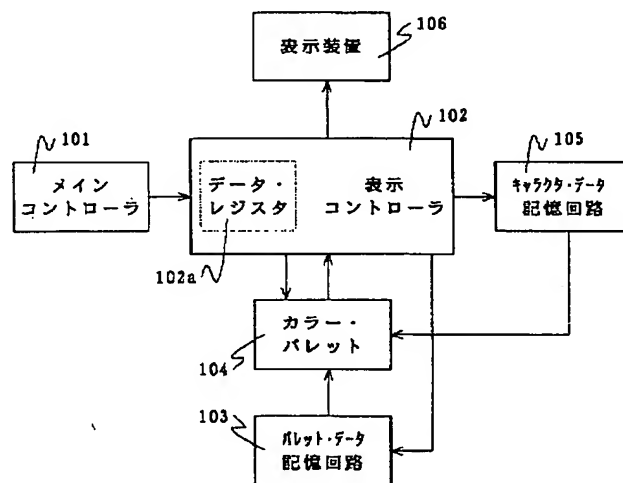 106
表示装置
102
101
105
メイン
コントローラ
データ・
レジスタ
表示
コントローラ
キャラクタ・データ
記憶回路
102a
カラー・
パレット
104
103
パレット・データ
記憶回路